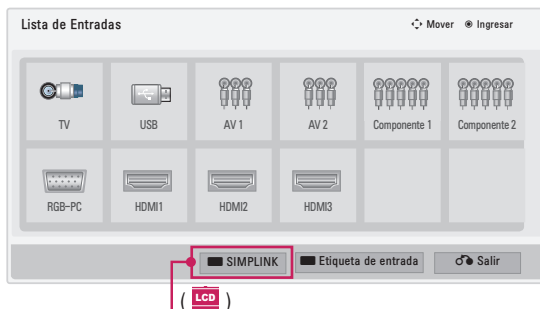 Lista de Entradas
Mover Ingresar
TV USB AV 1 AV 2 Componente 1 Componente 2
RGB-PC HDMI1 HDMI2 HDMI3
SIMPLINK Etiqueta de entrada Salir
( LCD )